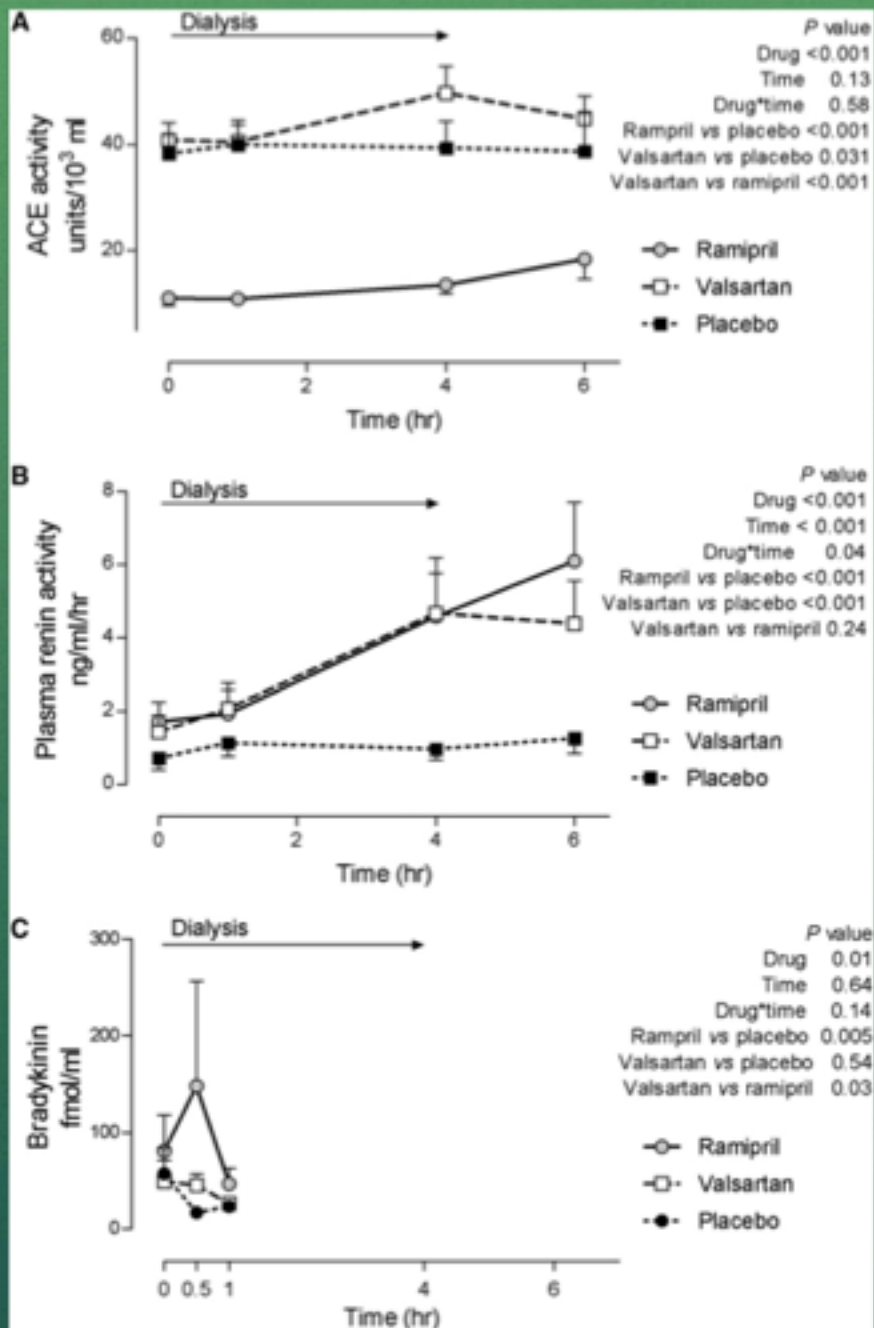 A
Dialysis
60
40
20
ACE activity
units/10³ ml
P value
Drug <0.001
Time 0.13
Drug*time 0.58
Rampril vs placebo <0.001
Valsartan vs placebo 0.031
Valsartan vs ramipril <0.001
Ramipril
Valsartan
Placebo
0 2 4 6
Time (hr)
B
Dialysis
8
6
4
2
0
Plasma renin activity
ng/ml/hr
P value
Drug <0.001
Time < 0.001
Drug*time 0.04
Rampril vs placebo <0.001
Valsartan vs placebo <0.001
Valsartan vs ramipril 0.24
Ramipril
Valsartan
Placebo
0 2 4 6
Time (hr)
C
Dialysis
300
200
100
0
Bradykinin
fmol/ml
P value
Drug 0.01
Time 0.64
Drug*time 0.14
Rampril vs placebo 0.005
Valsartan vs placebo 0.54
Valsartan vs ramipril 0.03
Ramipril
Valsartan
Placebo
0 0.5 1 4 6
Time (hr)